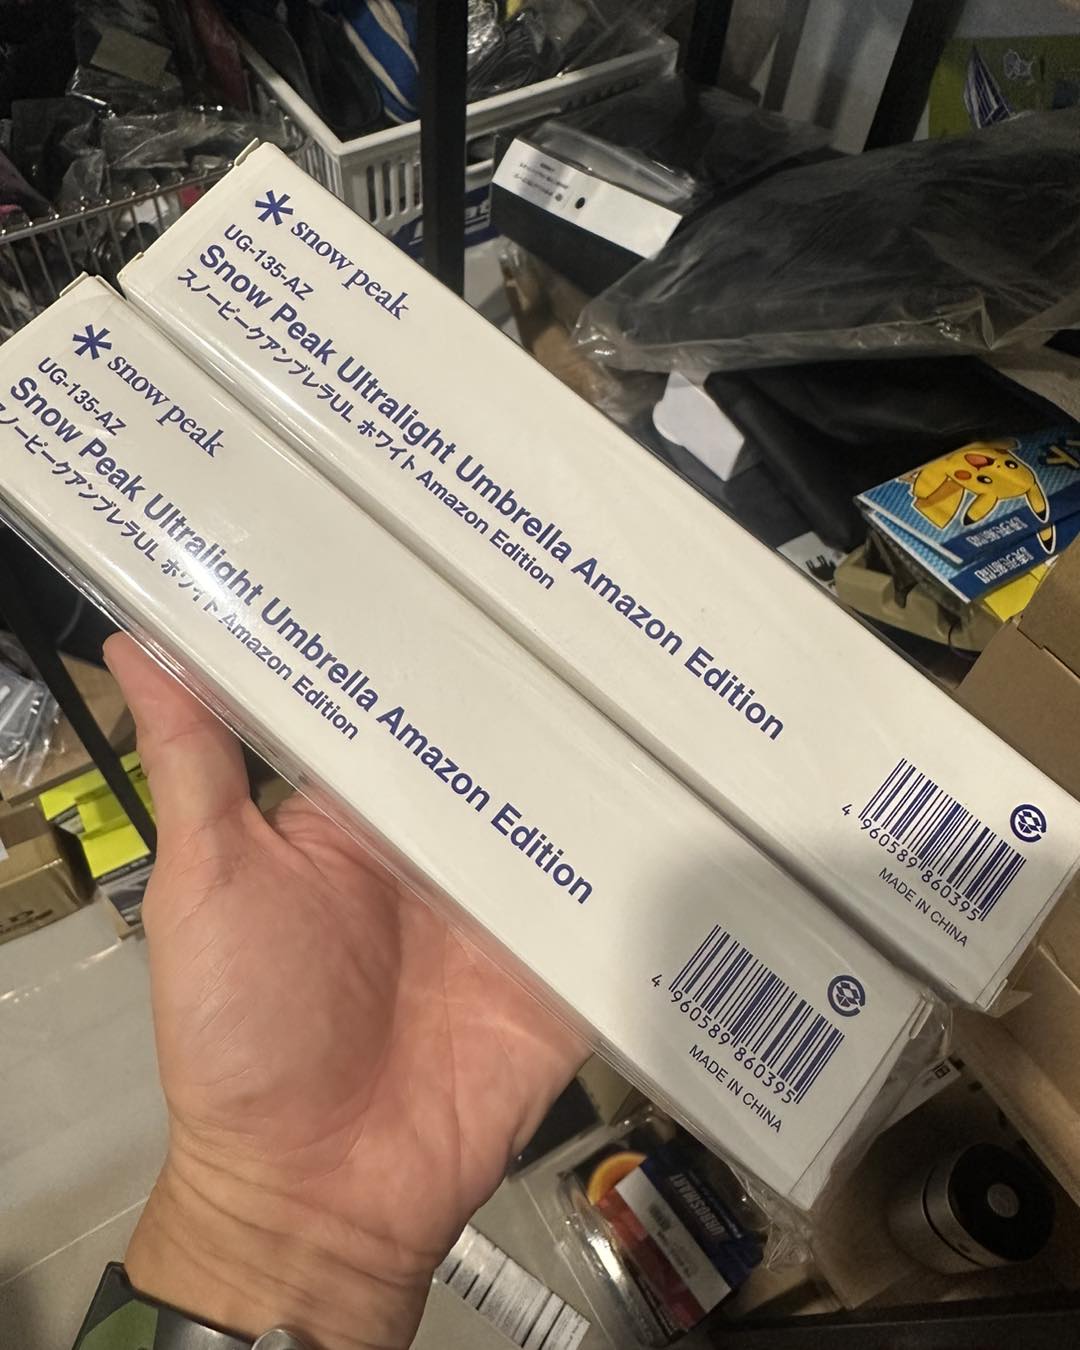 snow peak
UG-135-AZ
Snow Peak Ultralight Umbrella Amazon Edition
スノーピークアンブレラUL ホワイト Amazon Edition
4 960589 860395
MADE IN CHINA
snow peak
UG-135-AZ
Snow Peak Ultralight Umbrella Amazon Edition
スノーピークアンブレラUL ホワイト Amazon Edition
4 960589 860395
MADE IN CHINA